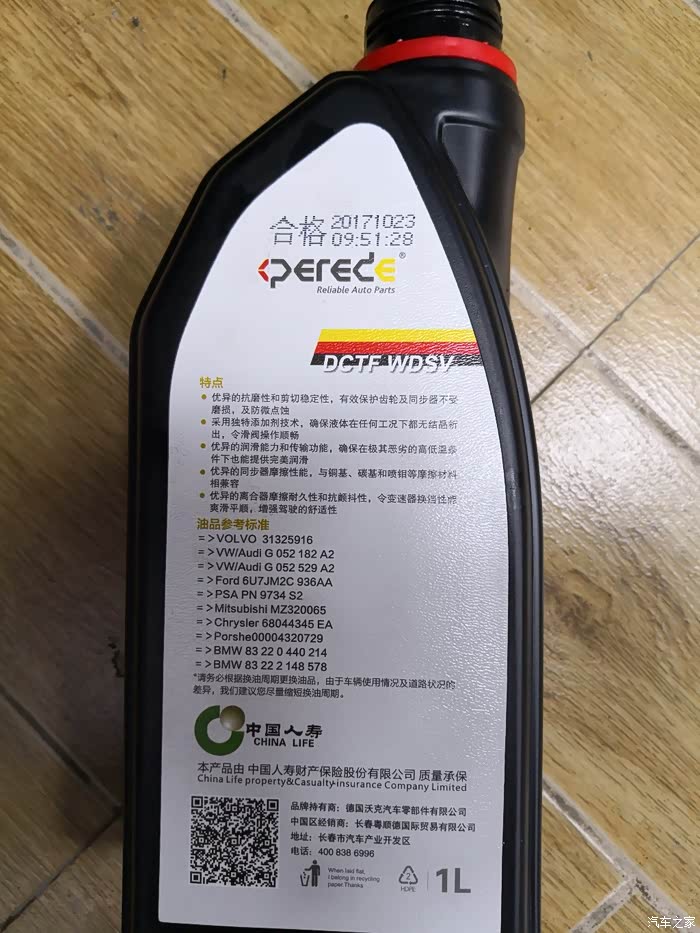 合格 20171023
09:51:28
perede®
Reliable Auto Parts
DCTF WDSV
特点
优异的抗磨性和剪切稳定性，有效保护齿轮及同步器不受
磨损，及防微点蚀
采用独特添加剂技术，确保液体在任何工况下都无结晶析
出，令滑阀操作顺畅
优异的润滑能力和传输功能，确保在极其恶劣的高低温条
件下也能提供完美润滑
优异的同步器摩擦性能，与铜基、碳基和喷钼等摩擦材料
相兼容
优异的离合器摩擦耐久性和抗颤抖性，令变速器换挡性能
爽滑平顺，增强驾驶的舒适性
油品参考标准
=>VOLVO 31325916
=>VW/Audi G 052 182 A2
=>VW/Audi G 052 529 A2
=>Ford 6U7JM2C 936AA
=>PSA PN 9734 S2
=>Mitsubishi MZ320065
=>Chrysler 68044345 EA
=>Porshe00004320729
=>BMW 83 22 0 440 214
=>BMW 83 22 2 148 578
*请务必根据换油周期更换油品，由于车辆使用情况及道路状况的
差异，我们建议您尽量缩短换油周期。
中国人寿
CHINA LIFE
本产品由 中国人寿财产保险股份有限公司 质量承保
China Life property&Casualty-insurance Company Limited
品牌持有商：德国沃克汽车零部件有限公司
中国区经销商：长春粤顺德国际贸易有限公司
地址：长春市汽车产业开发区
电话：400 838 6996
When laid flat,
I belong in recycling
paper.Thanks
2
HDPE
1L
汽车之家